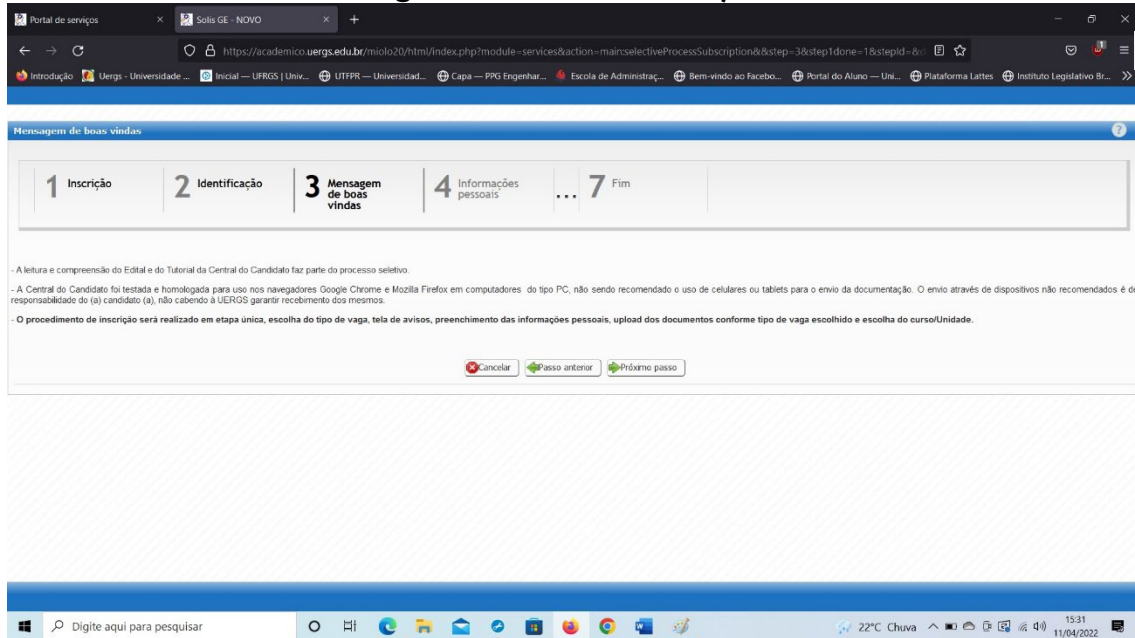 Portal de serviços
Solis GE - NOVO
https://academico.uergs.edu.br/miolo20/html/index.php?module=services&action=main:selectiveProcessSubscription&&step=3&step1done=1&stepId=&
Introdução
Uergs - Universidade ...
Inicial — UFRGS | Univ...
UTFPR — Universidad...
Capa — PPG Engenhar...
Escola de Administraç...
Bem-vindo ao Facebo...
Portal do Aluno — Uni...
Plataforma Lattes
Instituto Legislativo Br...
Mensagem de boas vindas
1 Inscrição
2 Identificação
3 Mensagem
de boas
vindas
4 Informações
pessoais
...
7 Fim
- A leitura e compreensão do Edital e do Tutorial da Central do Candidato faz parte do processo seletivo.
- A Central do Candidato foi testada e homologada para uso nos navegadores Google Chrome e Mozilla Firefox em computadores do tipo PC, não sendo recomendado o uso de celulares ou tablets para o envio da documentação. O envio através de dispositivos não recomendados é de
responsabilidade do (a) candidato (a), não cabendo à UERGS garantir recebimento dos mesmos.
- O procedimento de inscrição será realizado em etapa única, escolha do tipo de vaga, tela de avisos, preenchimento das informações pessoais, upload dos documentos conforme tipo de vaga escolhido e escolha do curso/Unidade.
Cancelar
Passo anterior
Próximo passo
Digite aqui para pesquisar
22°C Chuva
15:31
11/04/2022